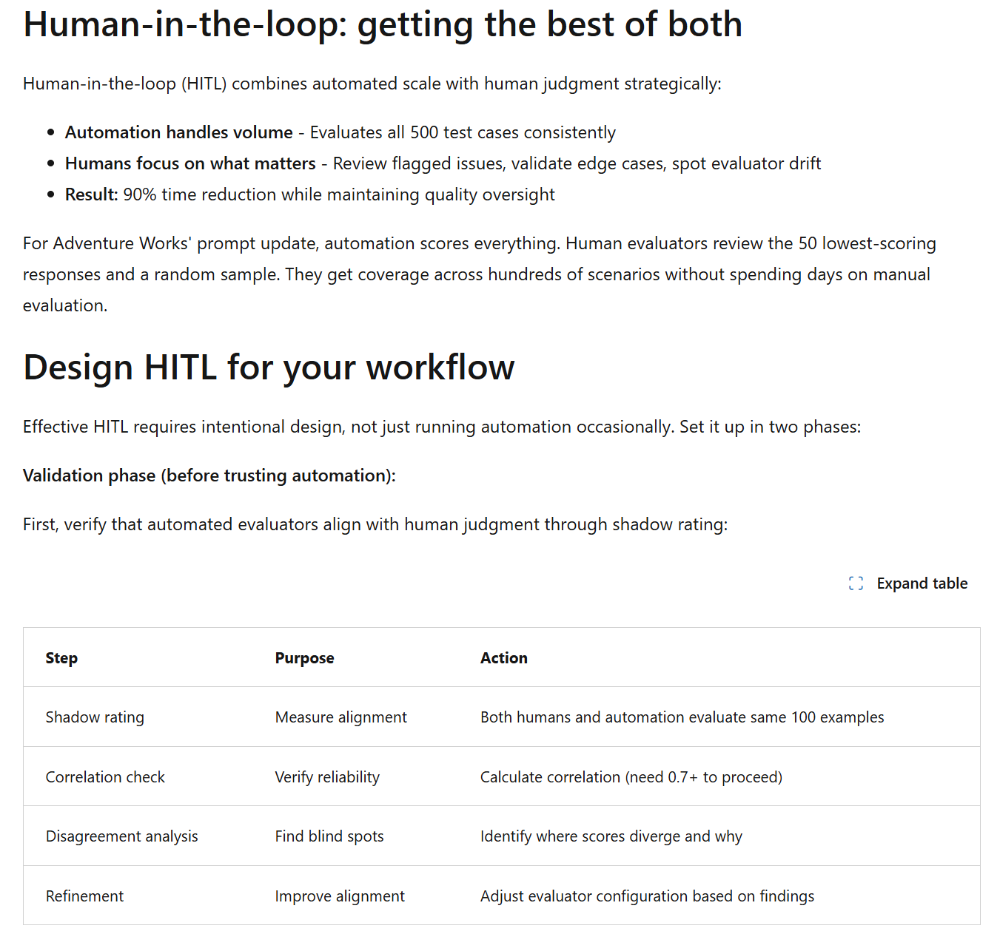 Human-in-the-loop: getting the best of both
Human-in-the-loop (HITL) combines automated scale with human judgment strategically:
• Automation handles volume - Evaluates all 500 test cases consistently
• Humans focus on what matters - Review flagged issues, validate edge cases, spot evaluator drift
• Result: 90% time reduction while maintaining quality oversight
For Adventure Works' prompt update, automation scores everything. Human evaluators review the 50 lowest-scoring
responses and a random sample. They get coverage across hundreds of scenarios without spending days on manual
evaluation.
Design HITL for your workflow
Effective HITL requires intentional design, not just running automation occasionally. Set it up in two phases:
Validation phase (before trusting automation):
First, verify that automated evaluators align with human judgment through shadow rating:
Expand table
Step Purpose Action
Shadow rating Measure alignment Both humans and automation evaluate same 100 examples
Correlation check Verify reliability Calculate correlation (need 0.7+ to proceed)
Disagreement analysis Find blind spots Identify where scores diverge and why
Refinement Improve alignment Adjust evaluator configuration based on findings